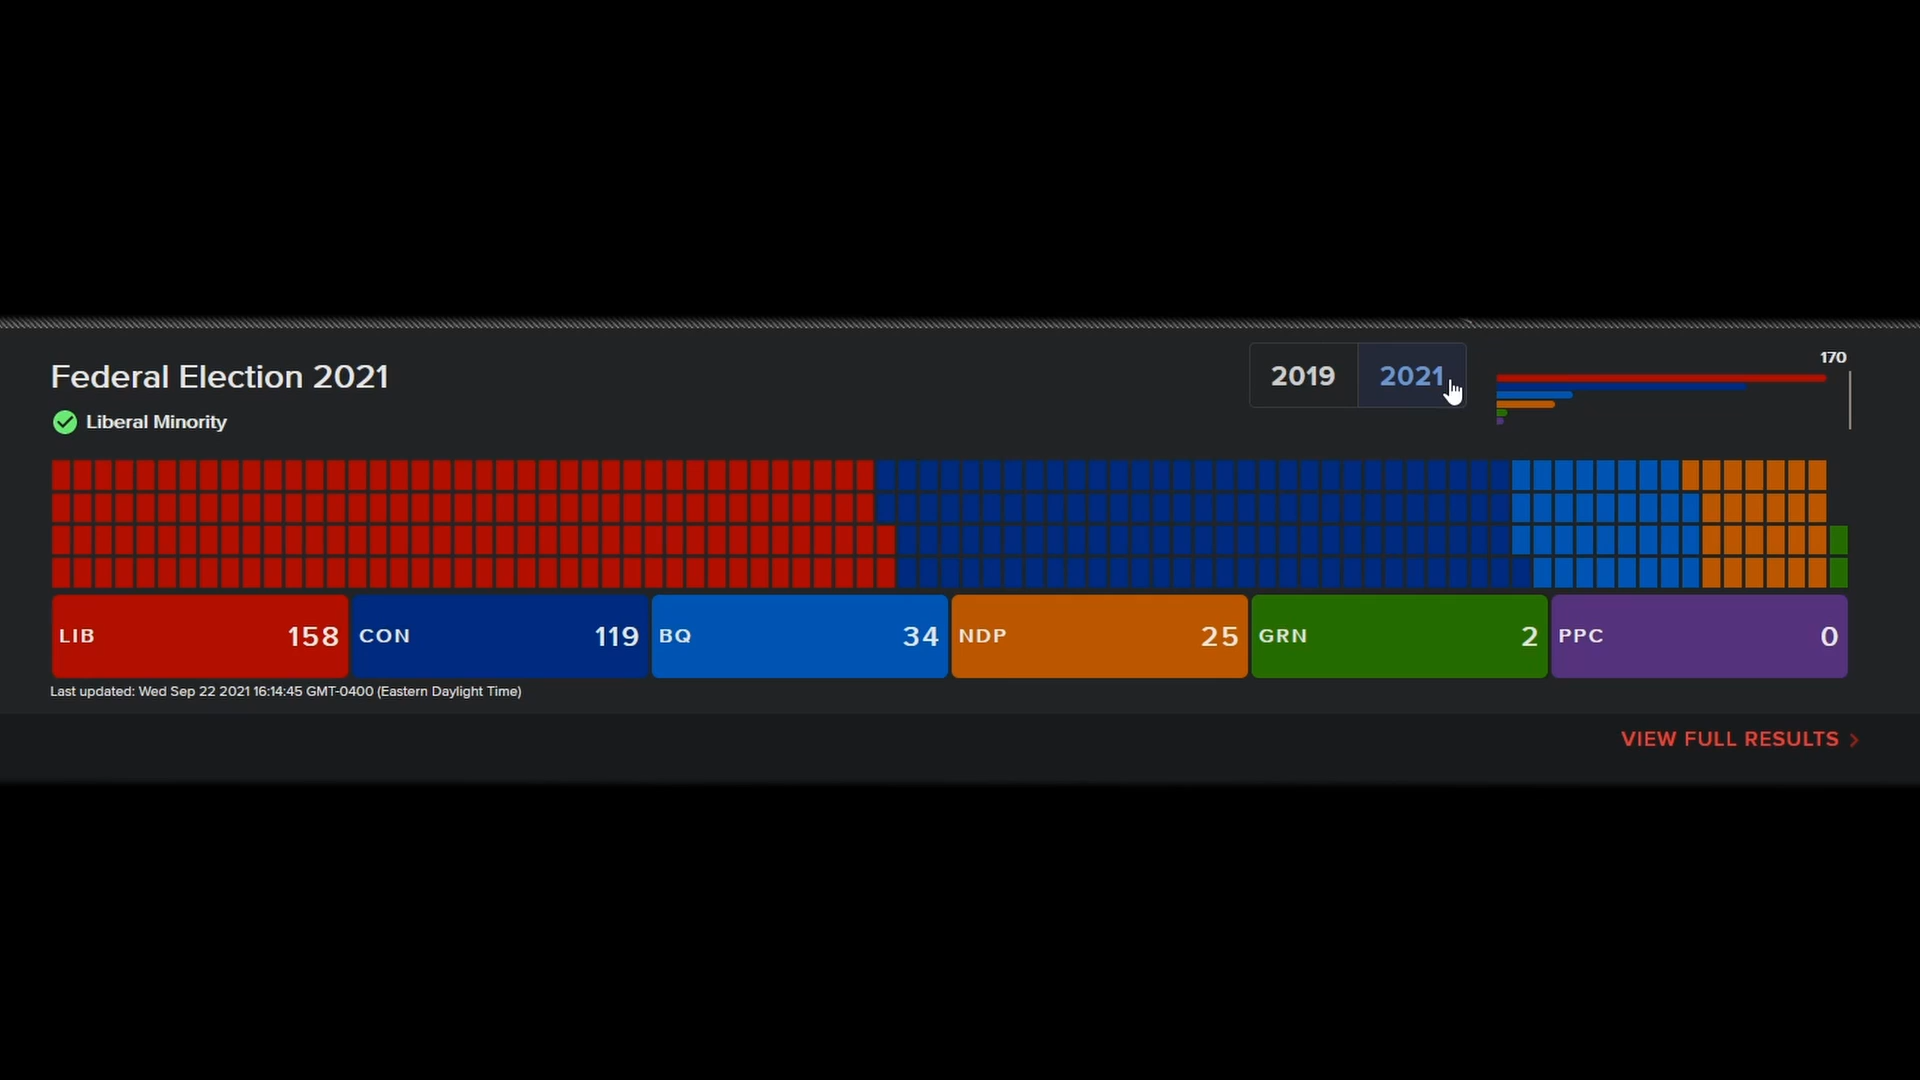 Federal Election 2021
2019
2021
170
Liberal Minority
LIB 158
CON 119
BQ 34
NDP 25
GRN 2
PPC 0
Last updated: Wed Sep 22 2021 16:14:45 GMT-0400 (Eastern Daylight Time)
VIEW FULL RESULTS